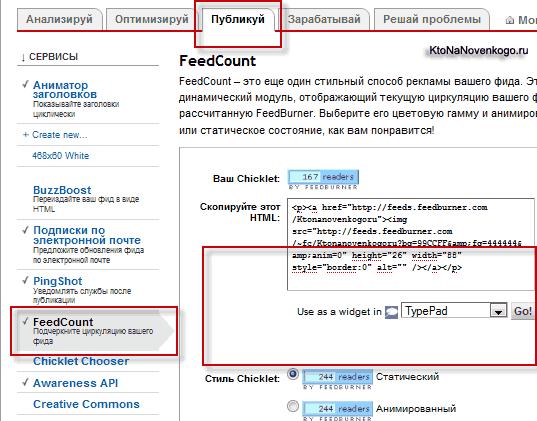 Анализируй Оптимизируй Публикуй Зарабатывай Решай проблемы
KtoNaNovenkogo.ru
↓ СЕРВИСЫ
Аниматор
заголовков
Показывайте заголовки
циклически
+ Create new...
468x60 White
BuzzBoost
Переиздайте ваш фид в виде
HTML
Подписки по
электронной почте
Предложите обновления фида
по электронной почте
PingShot
Уведомлять службы после
публикации
FeedCount
Подчеркните циркуляцию вашего
фида
Chicklet Chooser
Awareness API
Creative Commons
FeedCount
FeedCount – это еще один стильный способ рекламы вашего фида. Эт
динамический модуль, отображающий текущую циркуляцию вашего ф
рассчитанную FeedBurner. Выберите его цветовую гамму и анимиро
или статическое состояние, как вам понравится!
Ваш Chicklet:
167 readers
BY FEEDBURNER
Скопируйте этот
HTML:
<p><a href="http://feeds.feedburner.com
/Ktonanovenkogoru"><img
src="http://feeds.feedburner.com
/~fc/Ktonanovenkogoru?bg=99CCFF&amp;fg=444444&
amp;anim=0" height="26" width="88"
style="border:0" alt="" /></a></p>
Use as a widget in TypePad Go!
Стиль Chicklet:
244 readers
BY FEEDBURNER
Статический
244 readers
BY FEEDBURNER
Анимированный